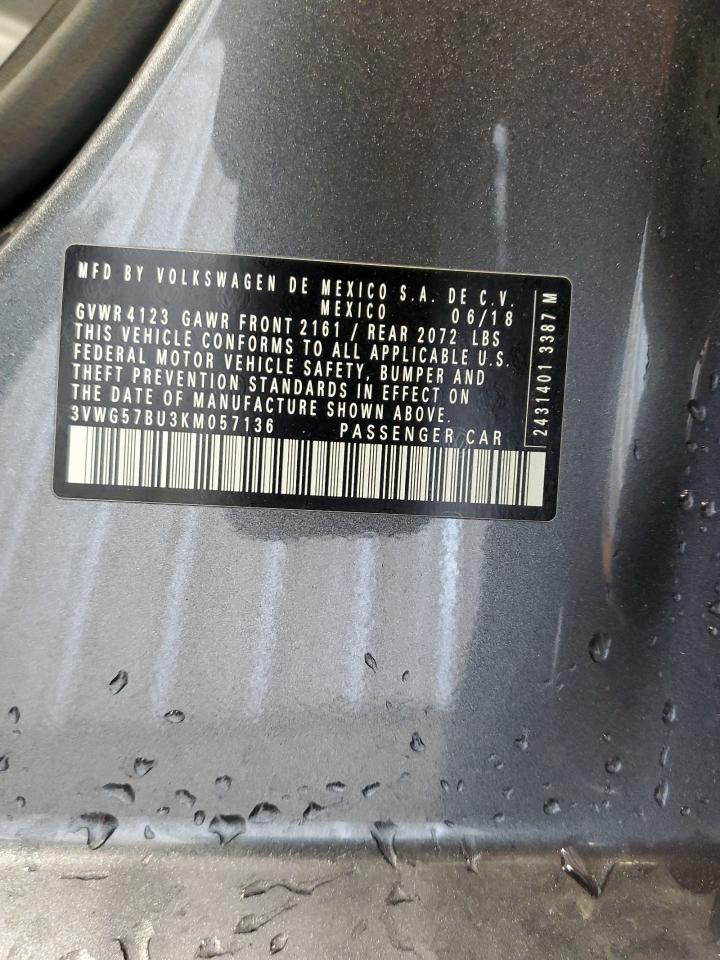 MFD BY VOLKSWAGEN DE MEXICO S.A. DE C.V.
MEXICO 06/18
GVWR 4123 GAWR FRONT 2161 / REAR 2072 LBS
THIS VEHICLE CONFORMS TO ALL APPLICABLE U.S.
FEDERAL MOTOR VEHICLE SAFETY, BUMPER AND
THEFT PREVENTION STANDARDS IN EFFECT ON
THE DATE OF MANUFACTURE SHOWN ABOVE.
3VWG57BU3KM057136 PASSENGER CAR
2431401 3387 M